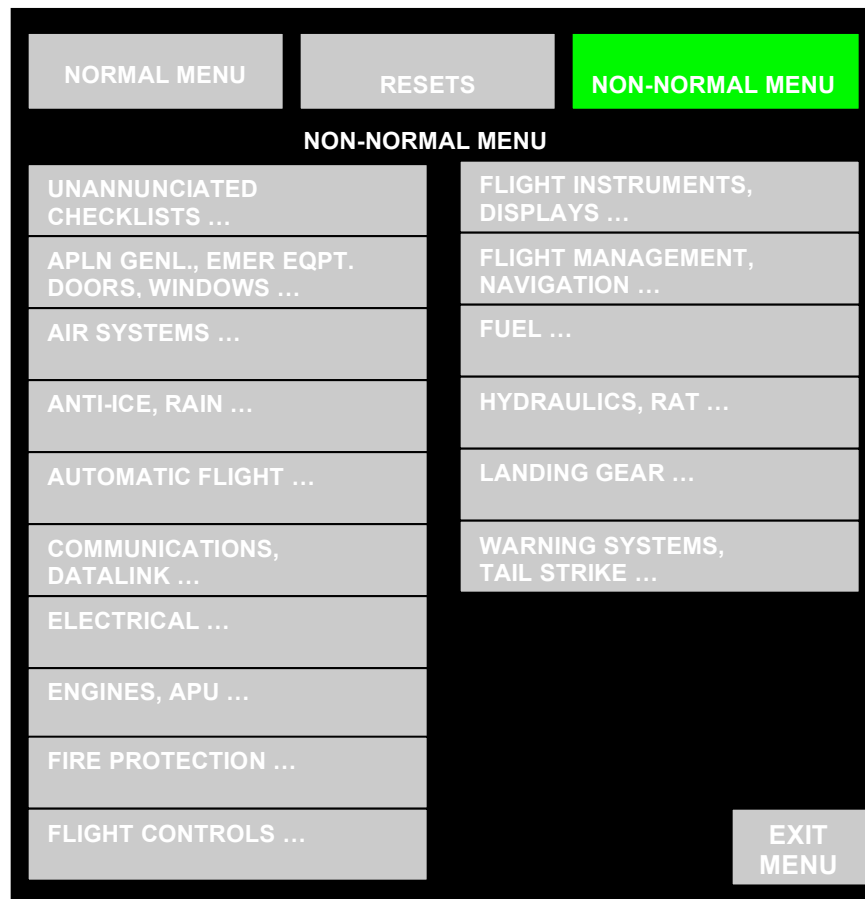 NORMAL MENU
RESETS
NON-NORMAL MENU
NON-NORMAL MENU
UNANNUNCIATED
CHECKLISTS …
APLN GENL., EMER EQPT.
DOORS, WINDOWS …
AIR SYSTEMS …
ANTI-ICE, RAIN …
AUTOMATIC FLIGHT …
COMMUNICATIONS,
DATALINK …
ELECTRICAL …
ENGINES, APU …
FIRE PROTECTION …
FLIGHT CONTROLS …
FLIGHT INSTRUMENTS,
DISPLAYS …
FLIGHT MANAGEMENT,
NAVIGATION …
FUEL …
HYDRAULICS, RAT …
LANDING GEAR …
WARNING SYSTEMS,
TAIL STRIKE …
EXIT
MENU